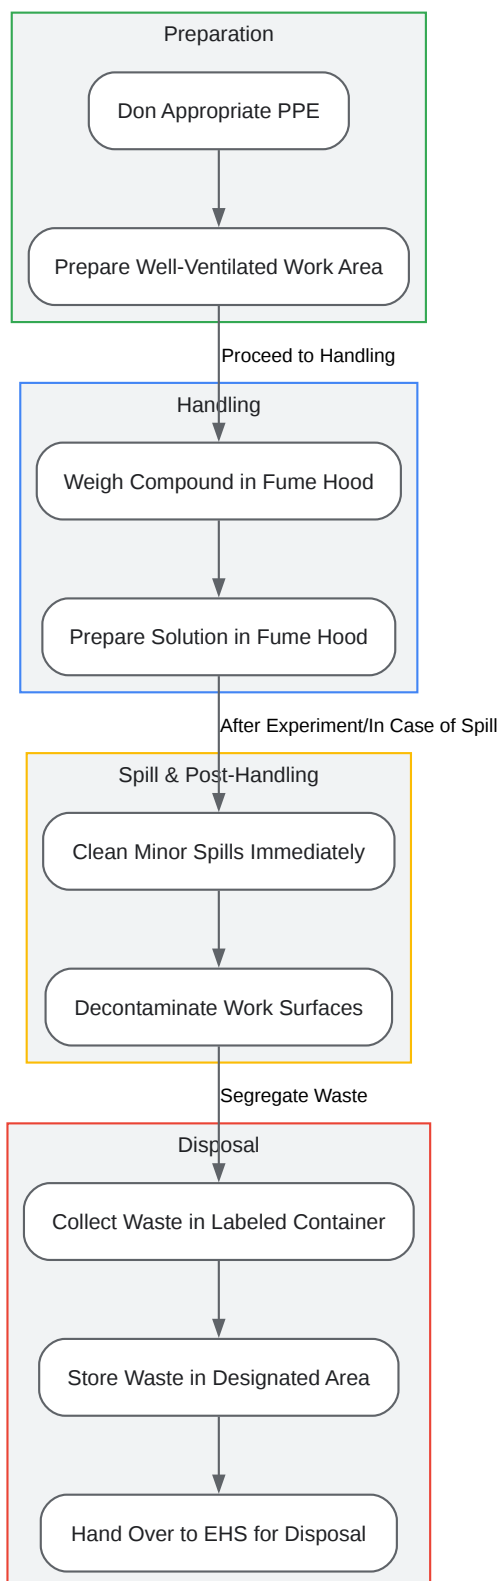 Preparation
Don Appropriate PPE
Prepare Well-Ventilated Work Area
Proceed to Handling
Handling
Weigh Compound in Fume Hood
Prepare Solution in Fume Hood
After Experiment/In Case of Spill
Spill & Post-Handling
Clean Minor Spills Immediately
Decontaminate Work Surfaces
Segregate Waste
Disposal
Collect Waste in Labeled Container
Store Waste in Designated Area
Hand Over to EHS for Disposal